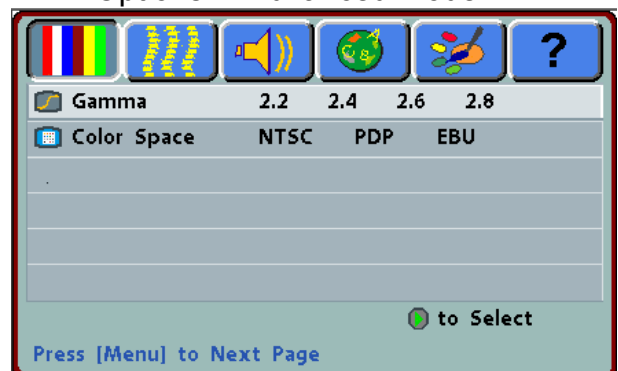 ?
Gamma 2.2 2.4 2.6 2.8
Color Space NTSC PDP EBU
to Select
Press [Menu] to Next Page